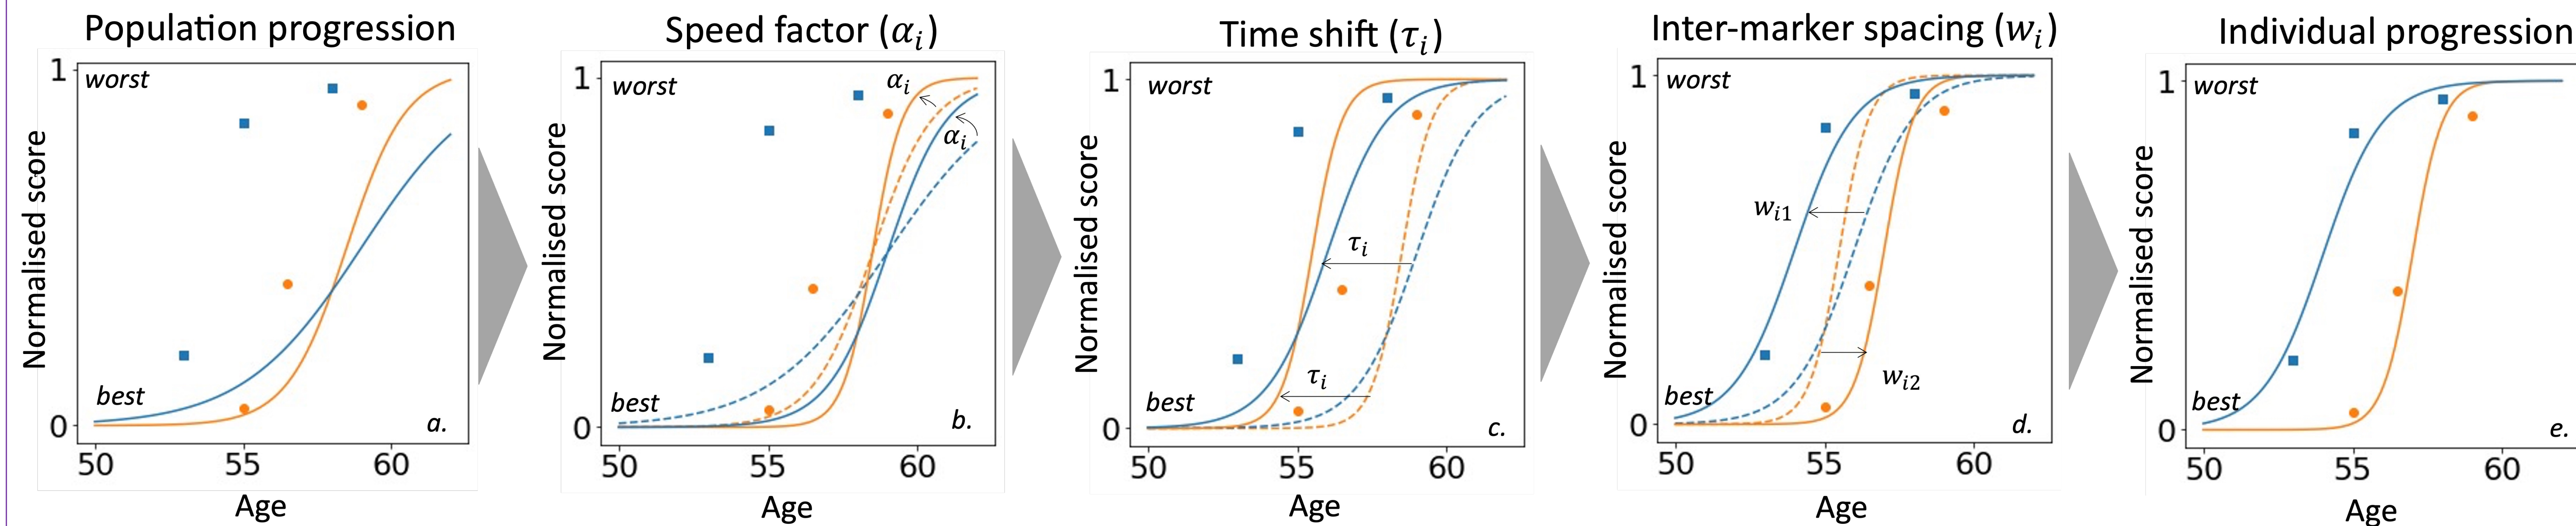 Population progression
1
worst
Normalised score
best
0
a.
50 55 60
Age
Speed factor (αᵢ)
1
worst
αᵢ
αᵢ
Normalised score
best
0
b.
50 55 60
Age
Time shift (τᵢ)
1
worst
Normalised score
τᵢ
τᵢ
best
0
c.
50 55 60
Age
Inter-marker spacing (wᵢ)
1
worst
Normalised score
wᵢ₁
wᵢ₂
best
0
d.
50 55 60
Age
Individual progression
1
worst
Normalised score
best
0
e.
50 55 60
Age